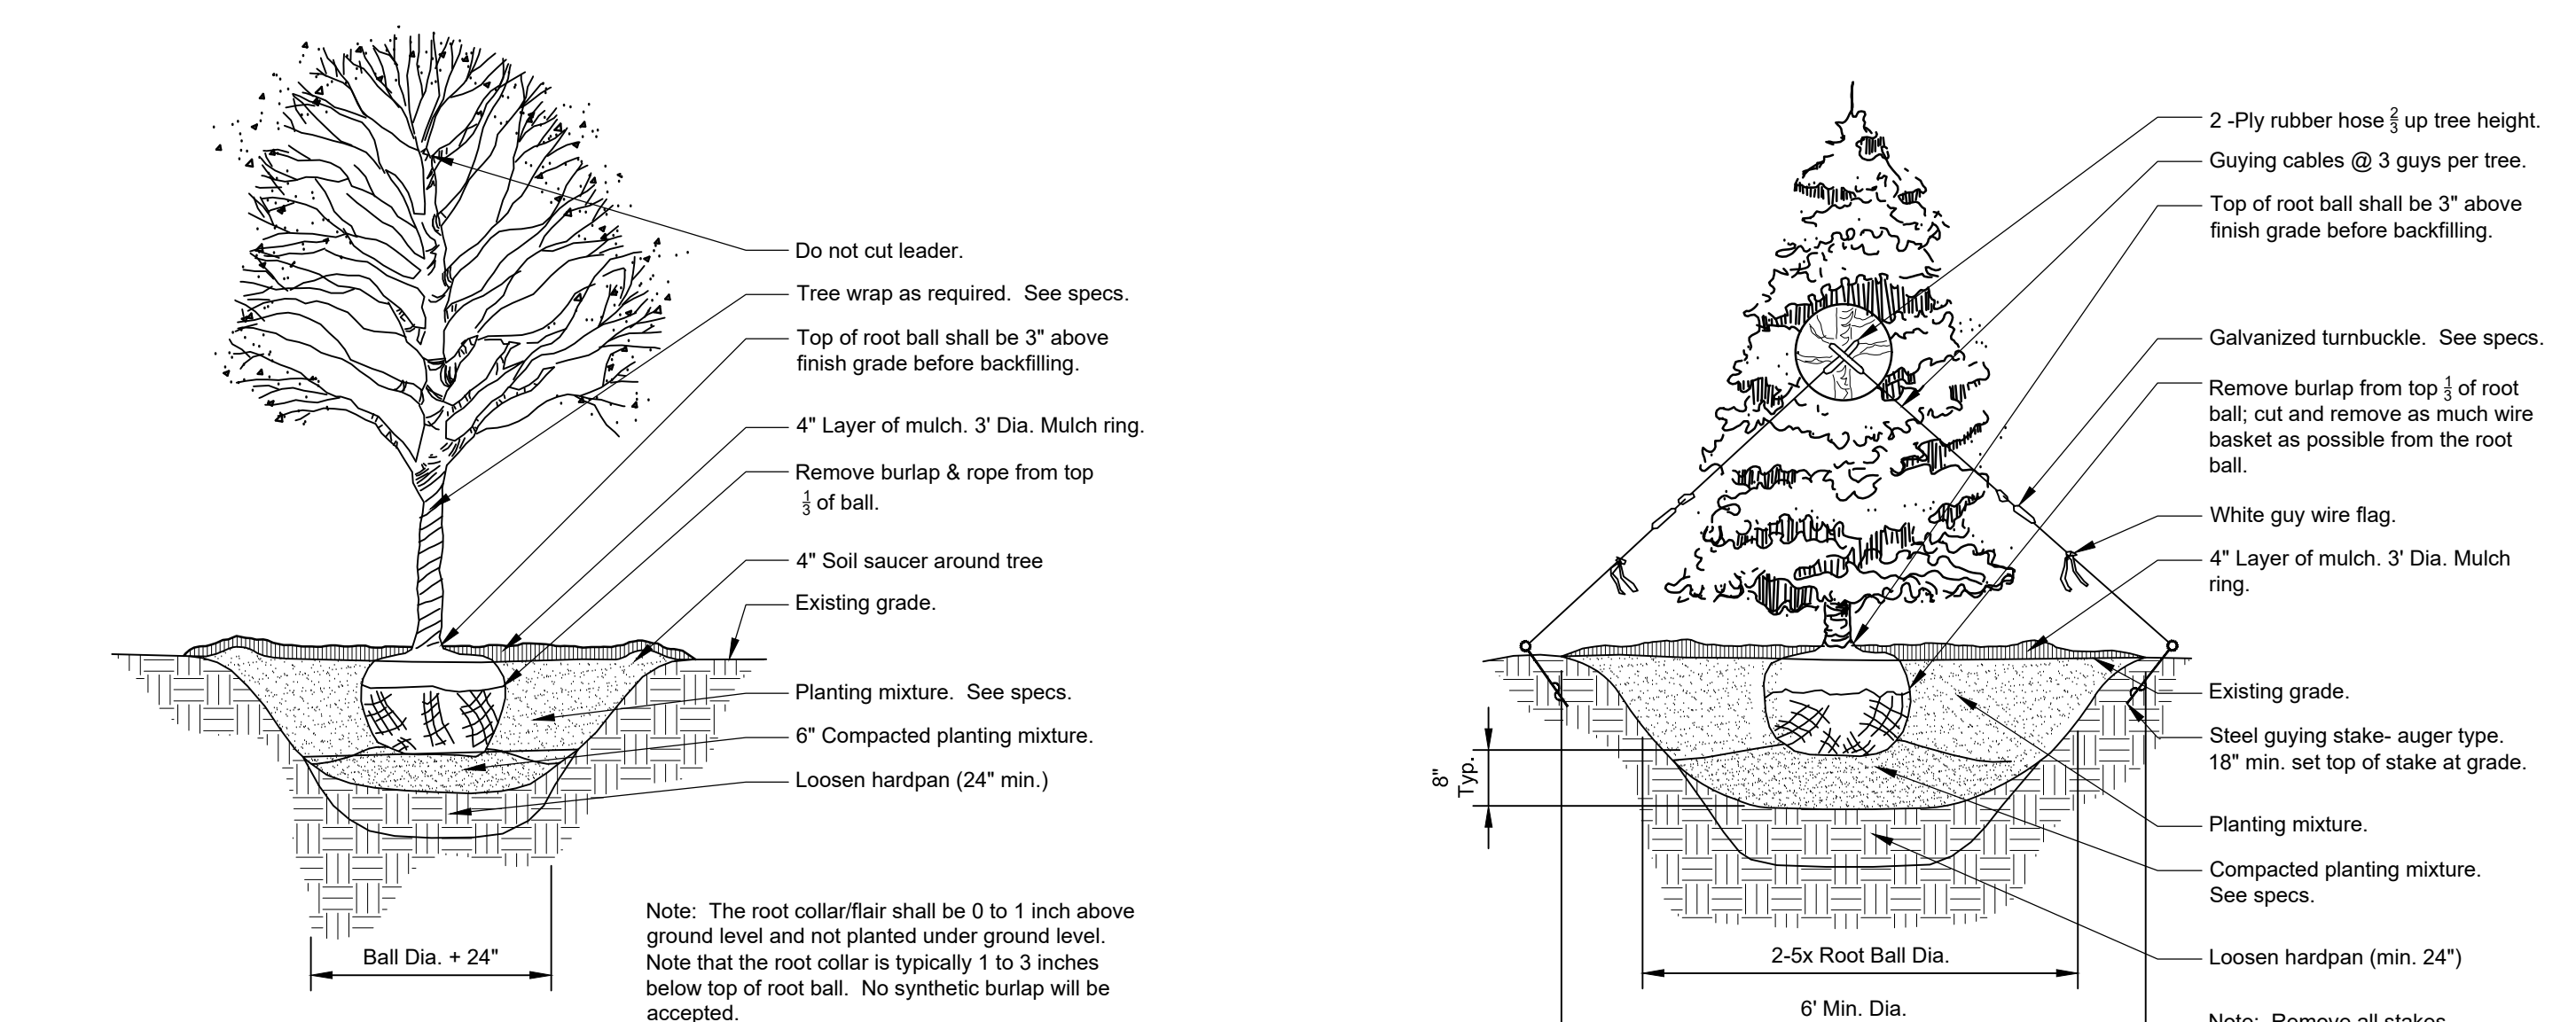 Do not cut leader.
Tree wrap as required.  See specs.
Top of root ball shall be 3" above
finish grade before backfilling.
4" Layer of mulch. 3' Dia. Mulch ring.
Remove burlap & rope from top
1/3 of ball.
4" Soil saucer around tree
Existing grade.
Planting mixture.  See specs.
6" Compacted planting mixture.
Loosen hardpan (24" min.)
Ball Dia. + 24"
Note:  The root collar/flair shall be 0 to 1 inch above
ground level and not planted under ground level.
Note that the root collar is typically 1 to 3 inches
below top of root ball.  No synthetic burlap will be
accepted.
2 -Ply rubber hose 2/3 up tree height.
Guying cables @ 3 guys per tree.
Top of root ball shall be 3" above
finish grade before backfilling.
Galvanized turnbuckle.  See specs.
Remove burlap from top 1/3 of root
ball; cut and remove as much wire
basket as possible from the root
ball.
White guy wire flag.
4" Layer of mulch. 3' Dia. Mulch
ring.
Existing grade.
Steel guying stake- auger type.
18" min. set top of stake at grade.
Planting mixture.
Compacted planting mixture.
See specs.
Loosen hardpan (min. 24")
8"
Typ.
2-5x Root Ball Dia.
6' Min. Dia.
Note:  Remove all stakes